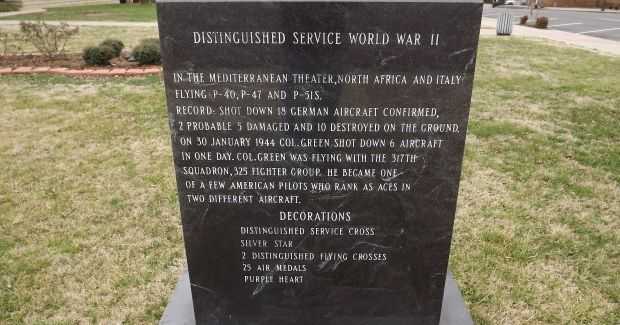 DISTINGUISHED SERVICE WORLD WAR II
IN THE MEDITERRANEAN THEATER, NORTH AFRICA AND ITALY
FLYING P-40, P-47 AND P-51S.
RECORD: SHOT DOWN 18 GERMAN AIRCRAFT CONFIRMED,
2 PROBABLE 5 DAMAGED AND 10 DESTROYED ON THE GROUND.
ON 30 JANUARY 1944 COL. GREEN SHOT DOWN 6 AIRCRAFT
IN ONE DAY. COL. GREEN WAS FLYING WITH THE 317TH
SQUADRON, 325 FIGHTER GROUP. HE BECAME ONE
OF A FEW AMERICAN PILOTS WHO RANK AS ACES IN
TWO DIFFERENT AIRCRAFT.
DECORATIONS
DISTINGUISHED SERVICE CROSS
SILVER STAR
2 DISTINGUISHED FLYING CROSSES
25 AIR MEDALS
PURPLE HEART